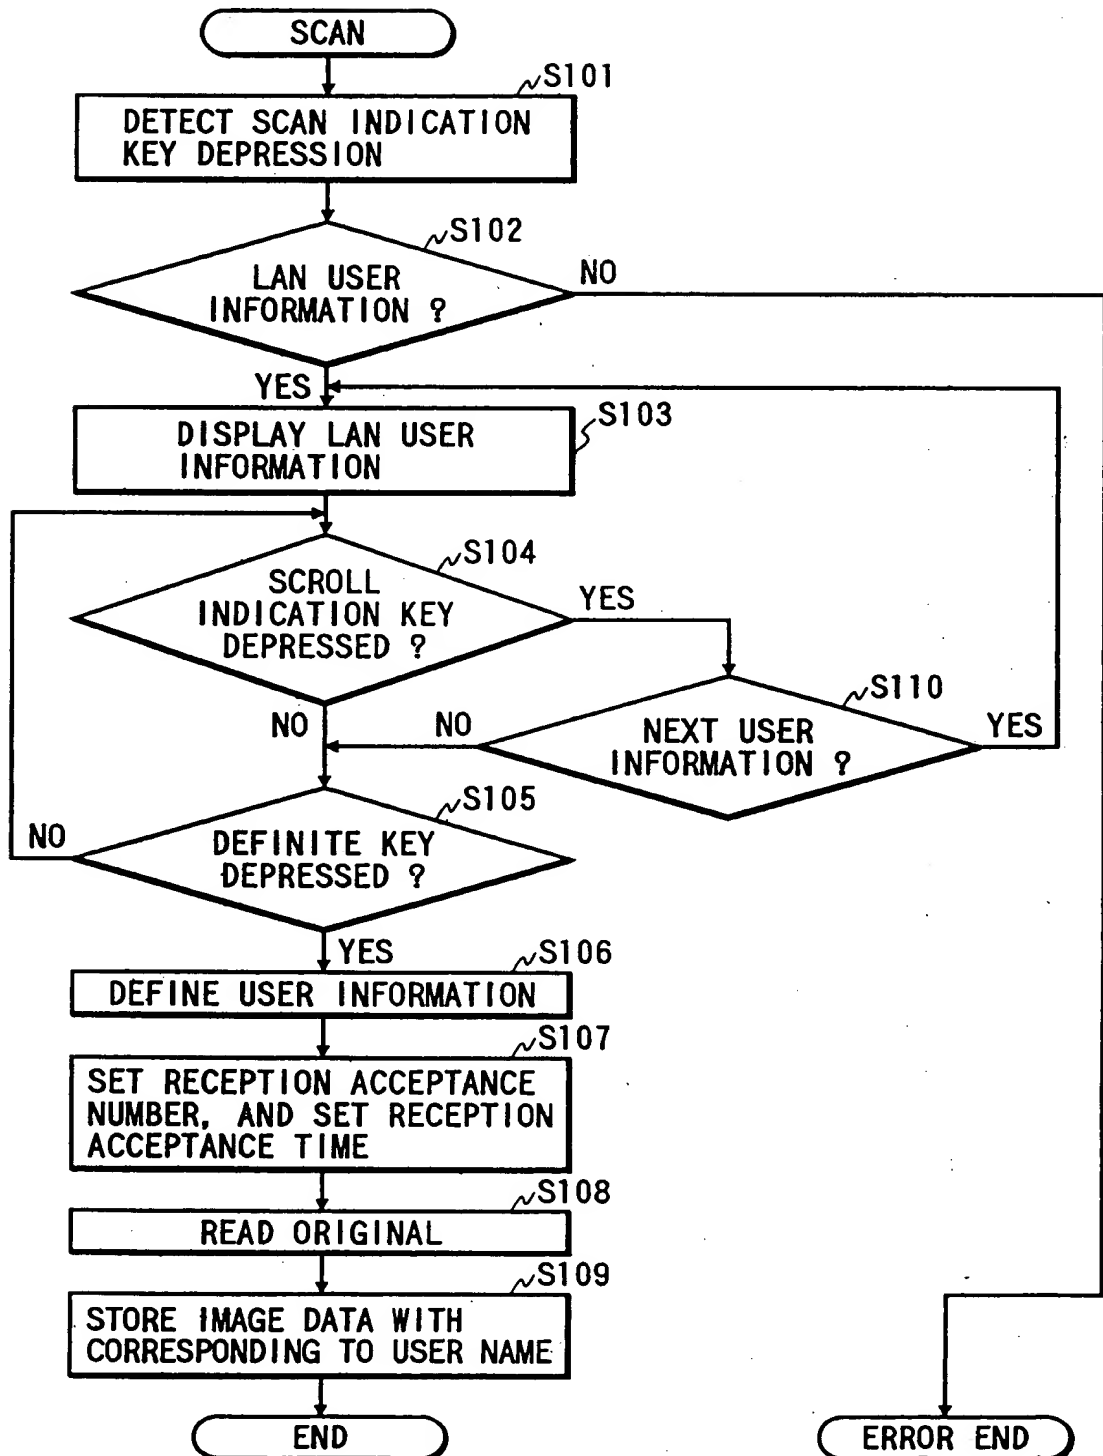 SCAN
S101
DETECT SCAN INDICATION
KEY DEPRESSION
S102
LAN USER
INFORMATION ?
NO
YES
S103
DISPLAY LAN USER
INFORMATION
S104
SCROLL
INDICATION KEY
DEPRESSED ?
YES
S110
NEXT USER
INFORMATION ?
NO
NO
YES
S105
DEFINITE KEY
DEPRESSED ?
NO
YES
S106
DEFINE USER INFORMATION
S107
SET RECEPTION ACCEPTANCE
NUMBER, AND SET RECEPTION
ACCEPTANCE TIME
S108
READ ORIGINAL
S109
STORE IMAGE DATA WITH
CORRESPONDING TO USER NAME
END
ERROR END